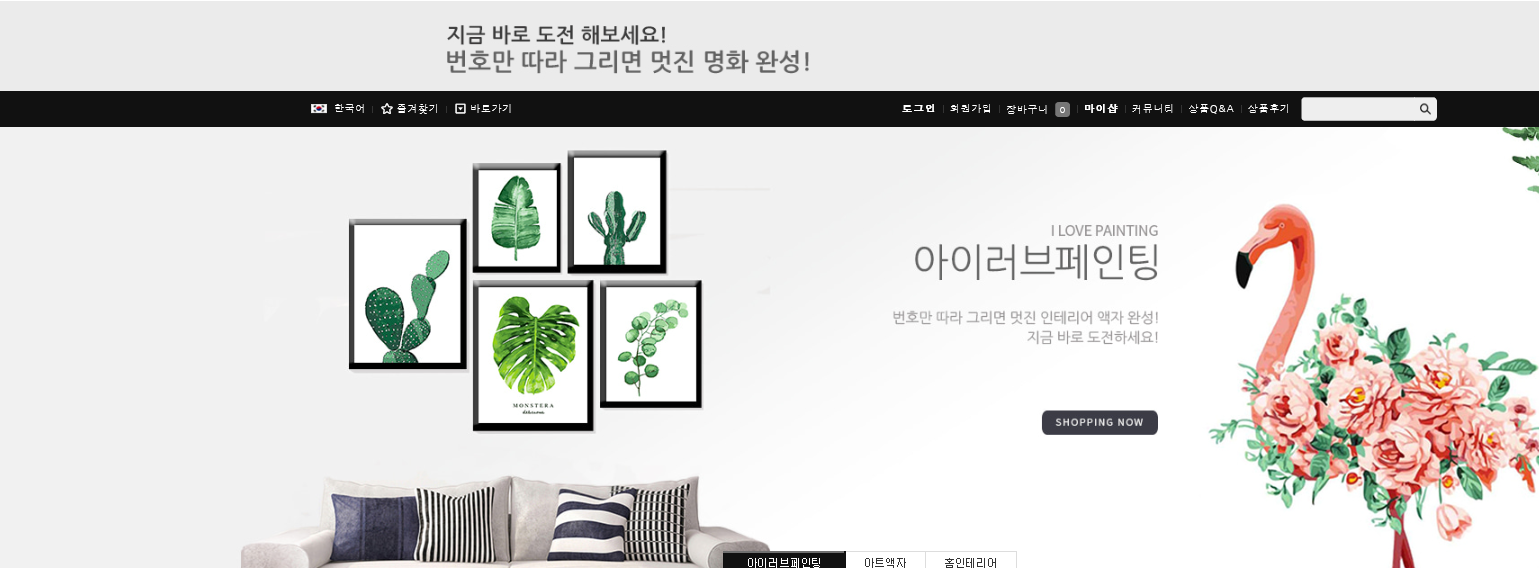 지금 바로 도전 해보세요!
번호만 따라 그리면 멋진 명화 완성!
한국어 즐겨찾기 바로가기 로그인 회원가입 장바구니 0 마이샵 커뮤니티 상품Q&A 상품후기
I LOVE PAINTING
아이러브페인팅
번호만 따라 그리면 멋진 인테리어 액자 완성!
지금 바로 도전하세요!
MONSTERA
SHOPPING NOW
아이러브페인팅 아트액자 홈인테리어